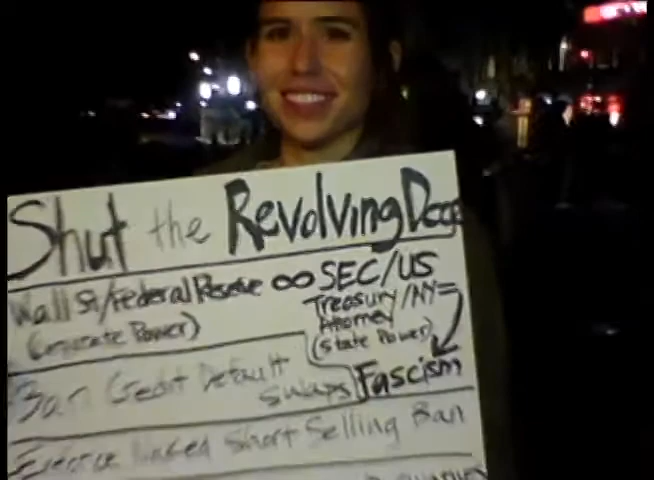 Shut the Revolving Door
Wall St/Federal Reserve ∞ SEC/US
(Corporate Power)
Treasury/NY=
Attorney
(State Power)
Ban Credit Default
Swaps
Fascism
Enforce Naked Short Selling Ban